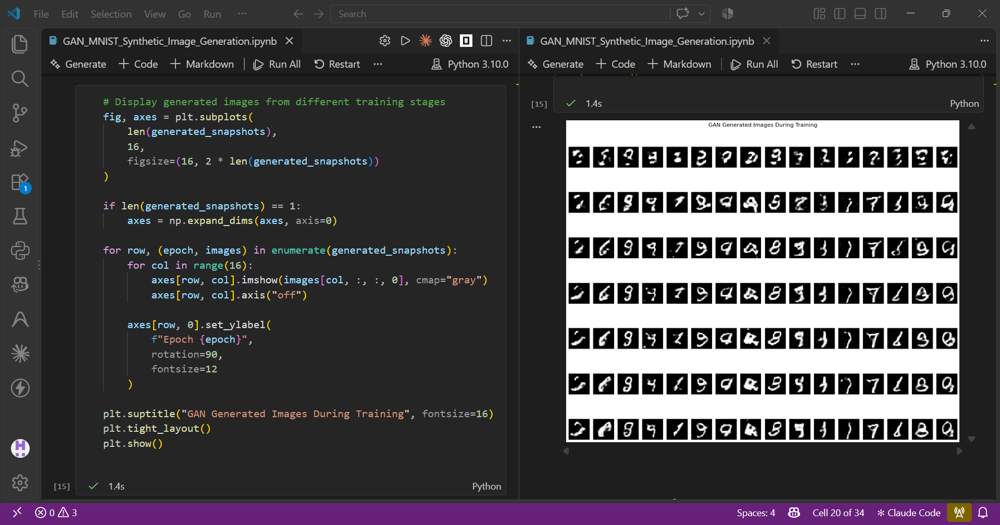 File Edit Selection View Go Run ··· Search
GAN_MNIST_Synthetic_Image_Generation.ipynb
Generate + Code + Markdown Run All Restart ··· Python 3.10.0
# Display generated images from different training stages
fig, axes = plt.subplots(
len(generated_snapshots),
16,
figsize=(16, 2 * len(generated_snapshots))
)
if len(generated_snapshots) == 1:
axes = np.expand_dims(axes, axis=0)
for row, (epoch, images) in enumerate(generated_snapshots):
for col in range(16):
axes[row, col].imshow(images[col, :, :, 0], cmap="gray")
axes[row, col].axis("off")
axes[row, 0].set_ylabel(
f"Epoch {epoch}",
rotation=90,
fontsize=12
)
plt.suptitle("GAN Generated Images During Training", fontsize=16)
plt.tight_layout()
plt.show()
[15] 1.4s Python
GAN_MNIST_Synthetic_Image_Generation.ipynb
Generate + Code + Markdown Run All Restart ··· Python 3.10.0
[15] 1.4s Python
GAN Generated Images During Training
1
0 3 Spaces: 4 Cell 20 of 34 Claude Code